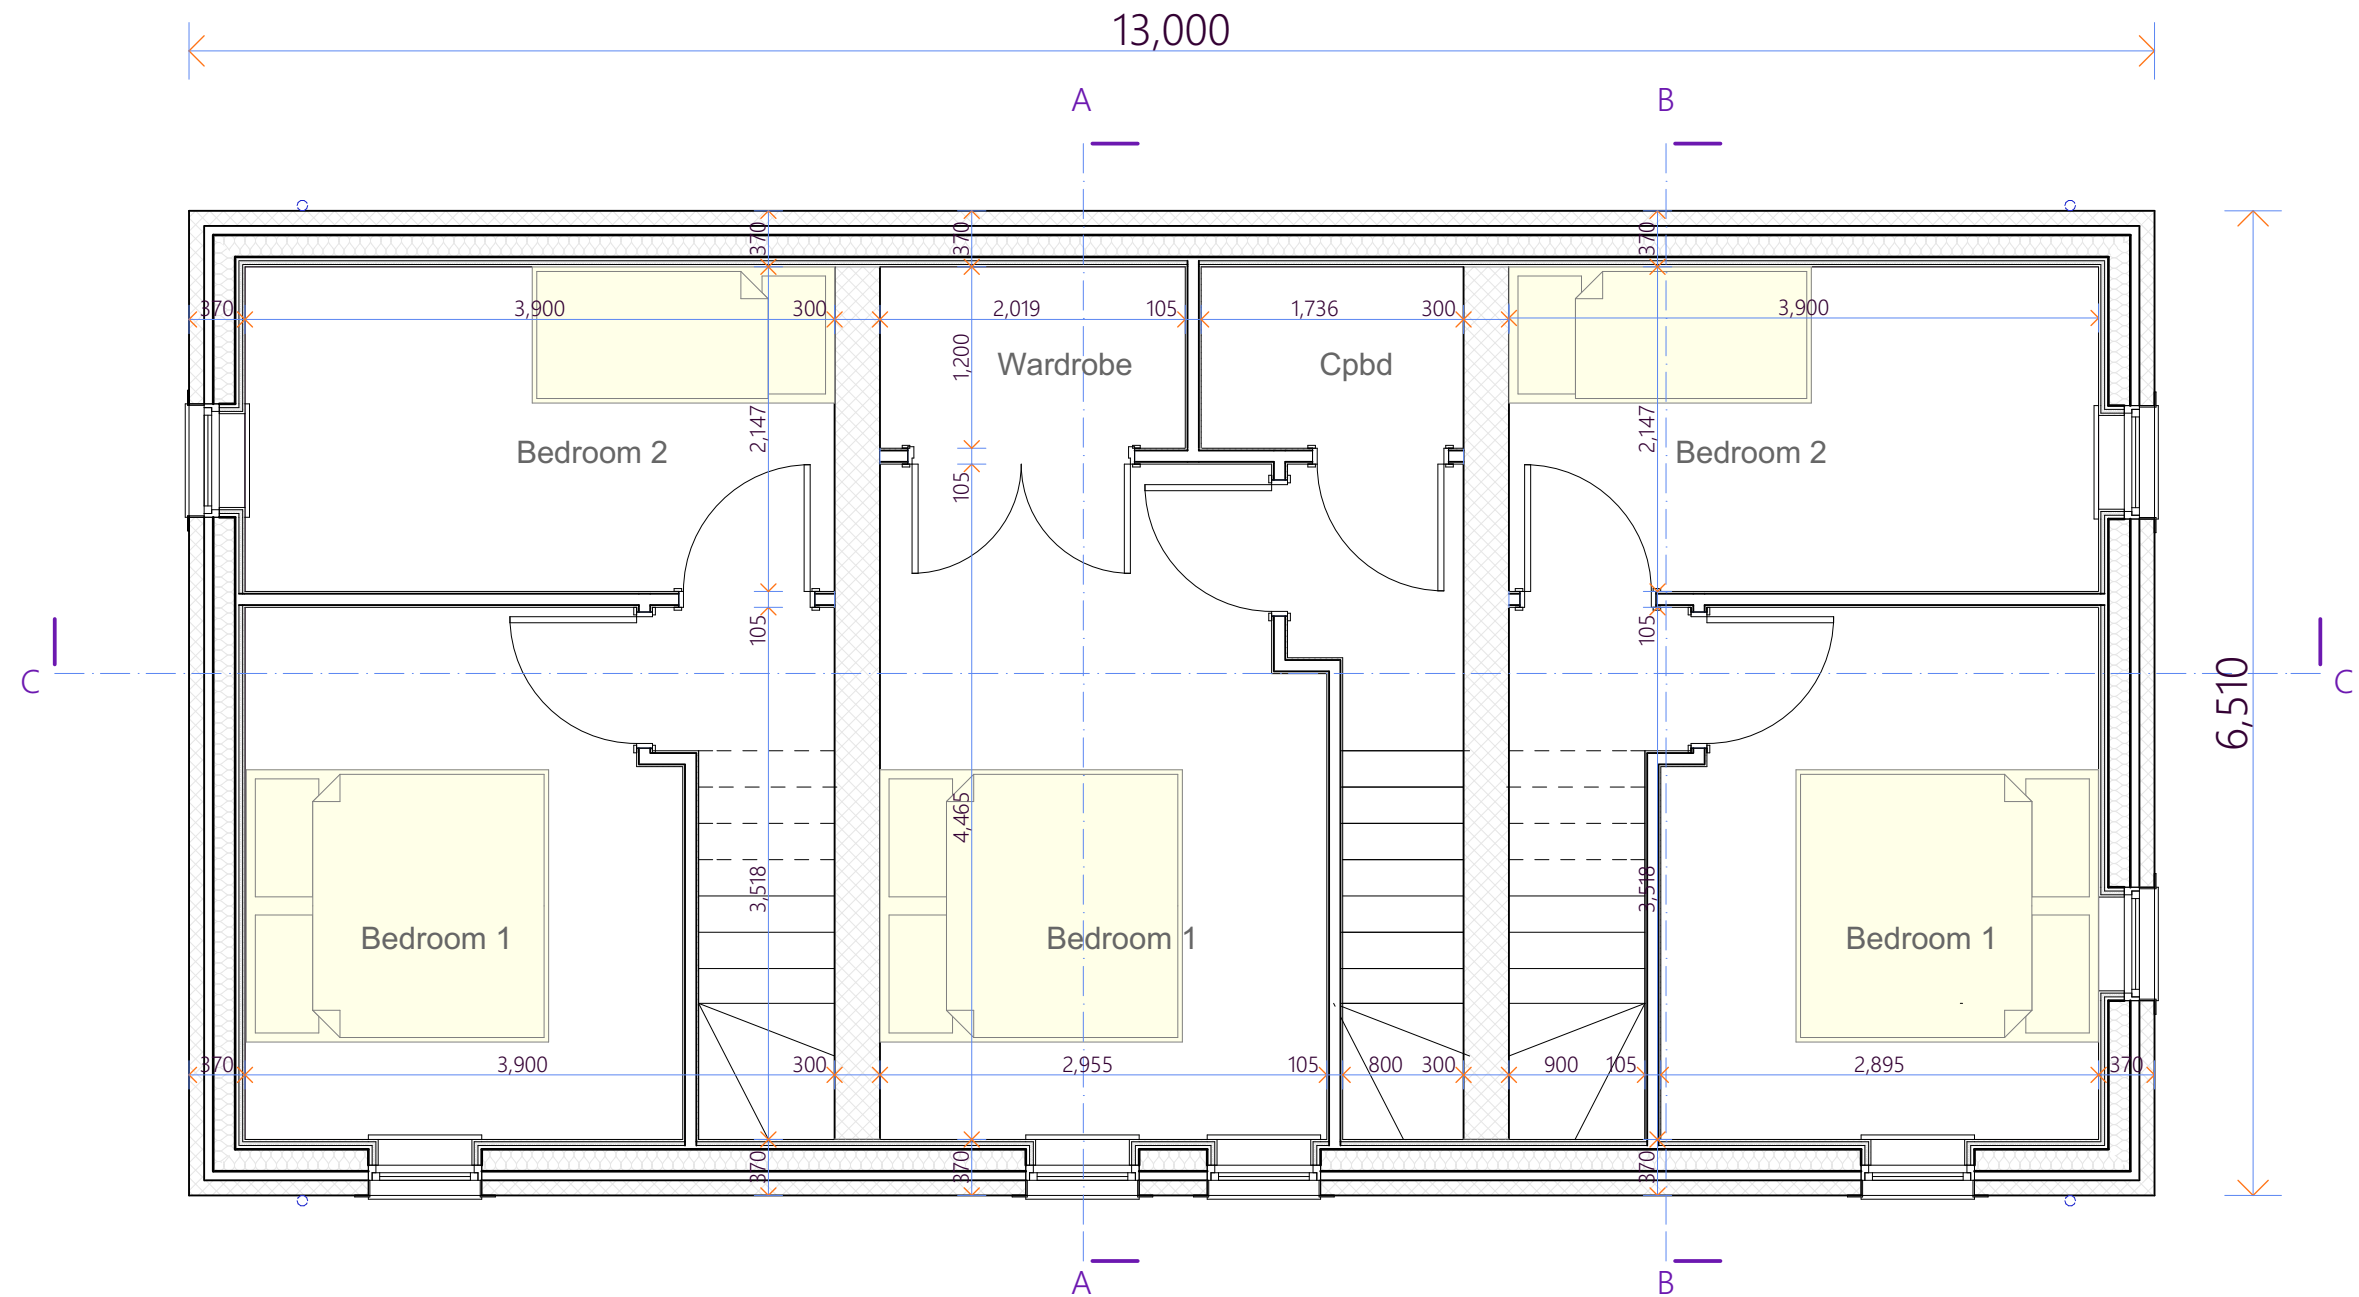 13,000
A B
370 370 370
370 3,900 300 2,019 105 1,736 300 3,900
1,200
Wardrobe Cpbd
2,147 2,147
Bedroom 2 Bedroom 2
105
105 105
C C
6,510
4,465
3,518 3,518
Bedroom 1 Bedroom 1 Bedroom 1
370 3,900 300 2,955 105 800 300 900 105 2,895 370
370 370 370
A B